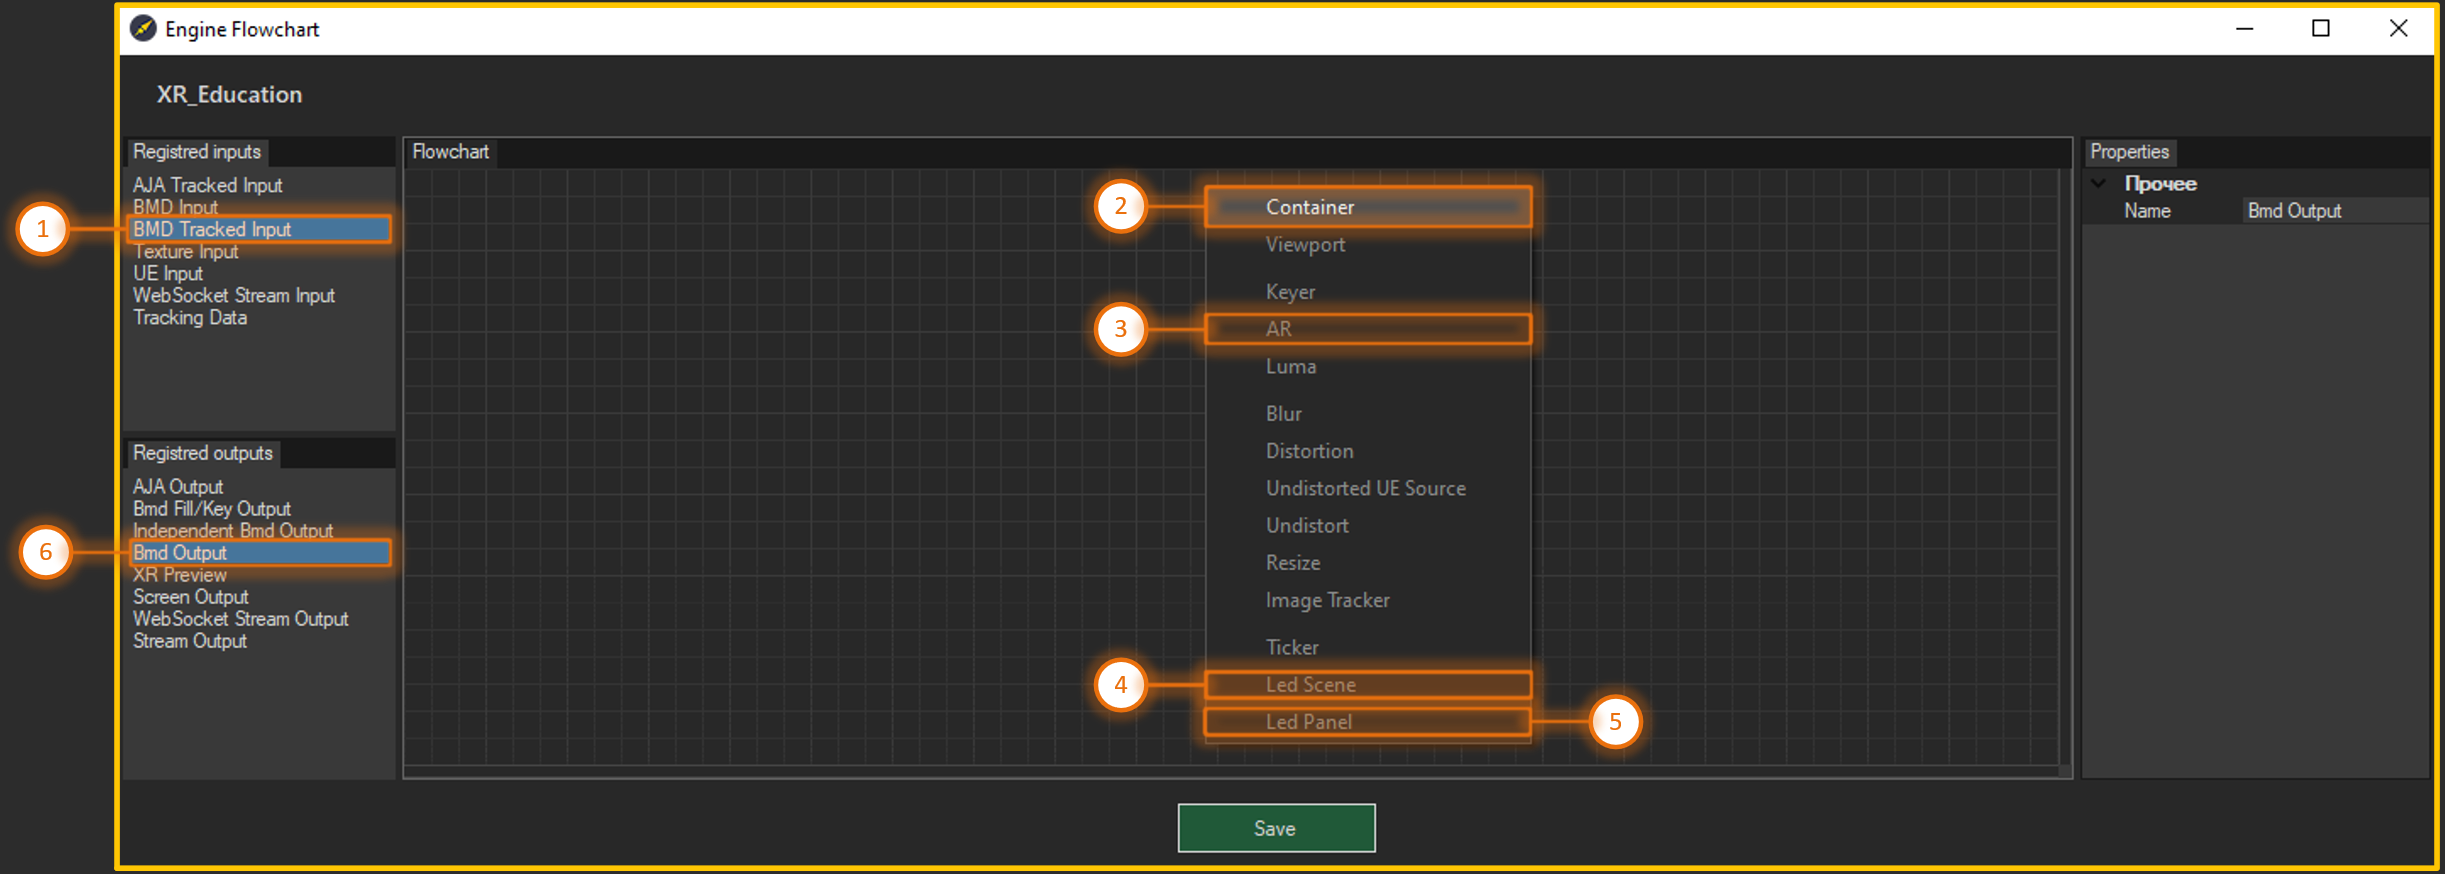 Engine Flowchart
XR_Education
Registred inputs
AJA Tracked Input
BMD Input
BMD Tracked Input
Texture Input
UE Input
WebSocket Stream Input
Tracking Data
1
Registred outputs
AJA Output
Bmd Fill/Key Output
Independent Bmd Output
Bmd Output
XR Preview
Screen Output
WebSocket Stream Output
Stream Output
6
Flowchart
2
Container
Viewport
Keyer
3
AR
Luma
Blur
Distortion
Undistorted UE Source
Undistort
Resize
Image Tracker
Ticker
4
Led Scene
Led Panel
5
Properties
Прочее
Name Bmd Output
Save